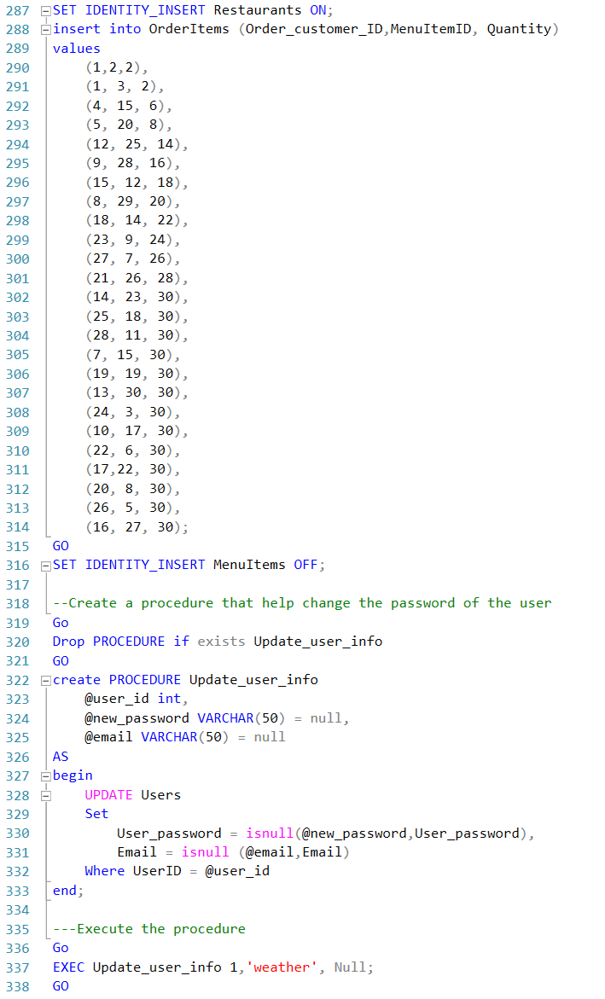 287 SET IDENTITY_INSERT Restaurants ON;
288 insert into OrderItems (Order_customer_ID,MenuItemID, Quantity)
289 values
290     (1,2,2),
291     (1, 3, 2),
292     (4, 15, 6),
293     (5, 20, 8),
294     (12, 25, 14),
295     (9, 28, 16),
296     (15, 12, 18),
297     (8, 29, 20),
298     (18, 14, 22),
299     (23, 9, 24),
300     (27, 7, 26),
301     (21, 26, 28),
302     (14, 23, 30),
303     (25, 18, 30),
304     (28, 11, 30),
305     (7, 15, 30),
306     (19, 19, 30),
307     (13, 30, 30),
308     (24, 3, 30),
309     (10, 17, 30),
310     (22, 6, 30),
311     (17,22, 30),
312     (20, 8, 30),
313     (26, 5, 30),
314     (16, 27, 30);
315 GO
316 SET IDENTITY_INSERT MenuItems OFF;
317
318 --Create a procedure that help change the password of the user
319 Go
320 Drop PROCEDURE if exists Update_user_info
321 GO
322 create PROCEDURE Update_user_info
323     @user_id int,
324     @new_password VARCHAR(50) = null,
325     @email VARCHAR(50) = null
326 AS
327 begin
328     UPDATE Users
329     Set
330         User_password = isnull(@new_password,User_password),
331         Email = isnull (@email,Email)
332     Where UserID = @user_id
333 end;
334
335 ---Execute the procedure
336 Go
337 EXEC Update_user_info 1,'weather', Null;
338 GO